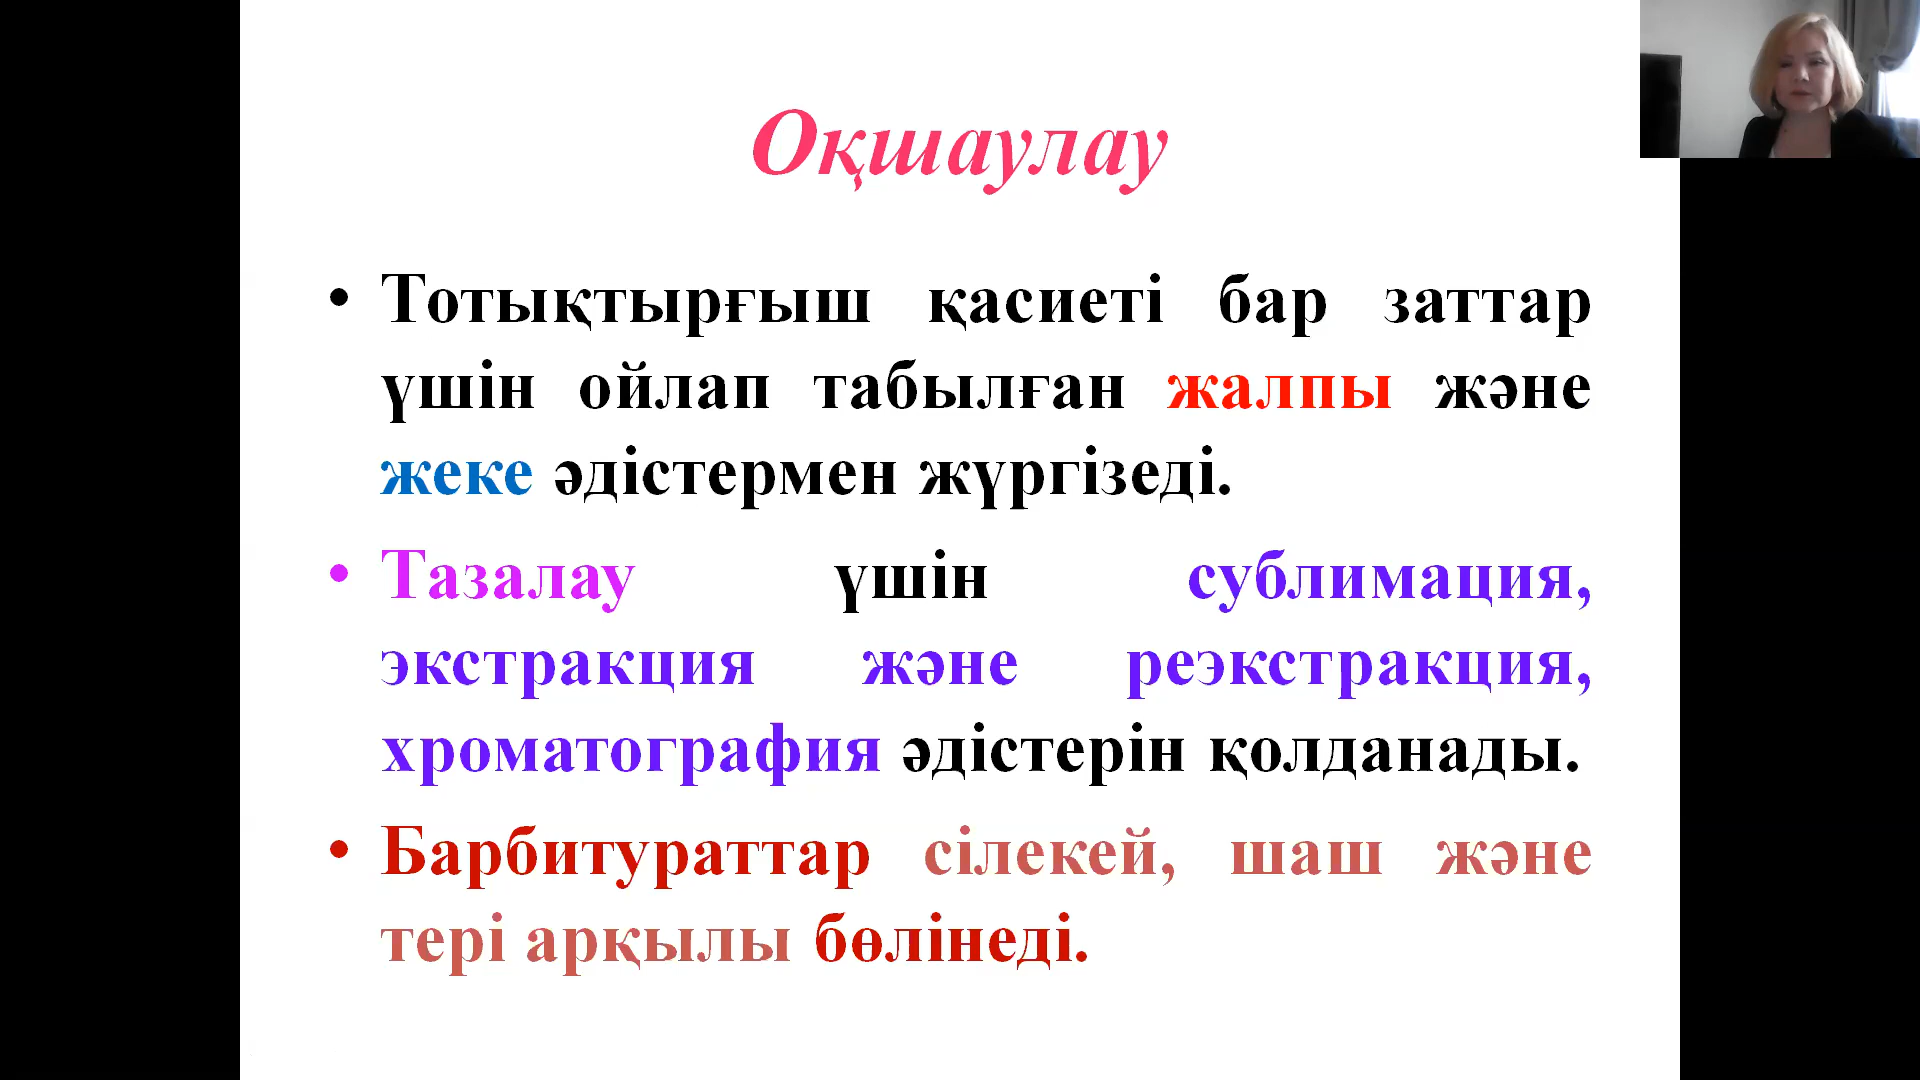 Оқшаулау
• Тотықтырғыш қасиеті бар заттар
үшін ойлап табылған жалпы және
жеке әдістермен жүргізеді.
• Тазалау үшін сублимация,
экстракция және реэкстракция,
хроматография әдістерін қолданады.
• Барбитураттар сілекей, шаш және
тері арқылы бөлінеді.